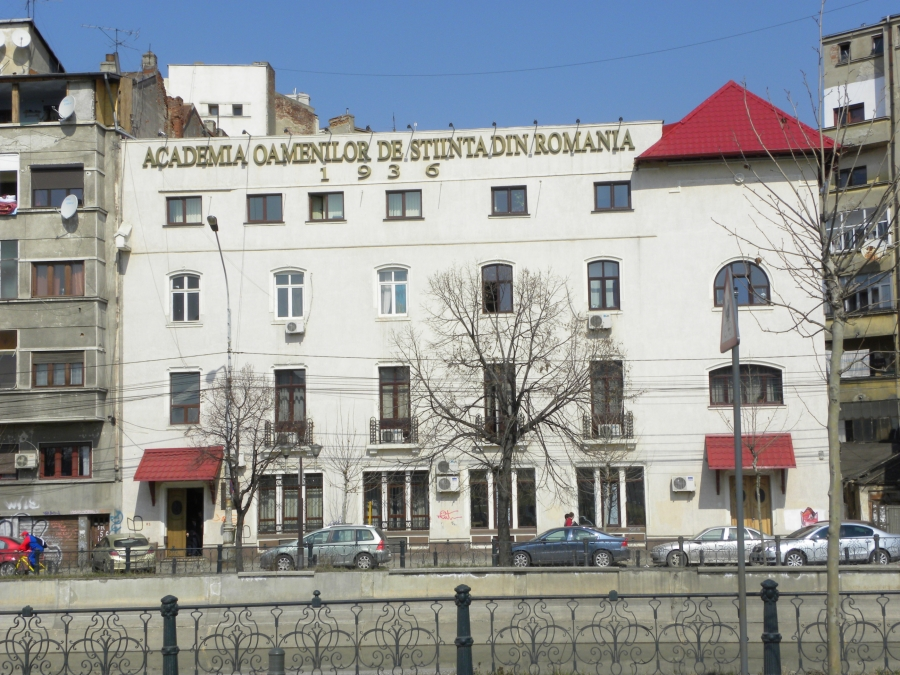 ACADEMIA OAMENILOR DE STIINTA DIN ROMANIA
1936